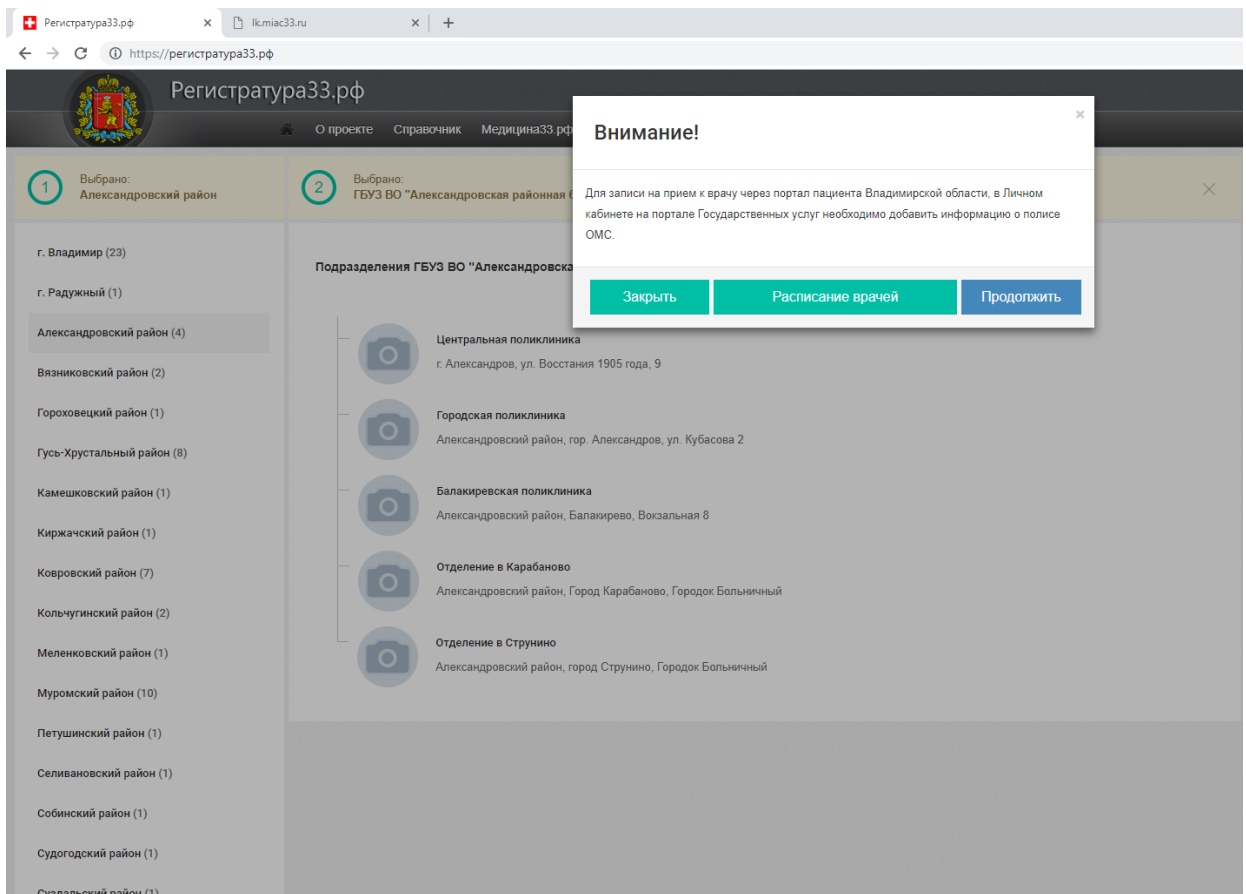 Регистратура33.рф
lk.miac33.ru
https://регистратура33.рф
Регистратура33.рф
О проекте Справочник Медицина33.рф
Внимание!
Для записи на прием к врачу через портал пациента Владимирской области, в Личном
кабинете на портале Государственных услуг необходимо добавить информацию о полисе
ОМС.
Закрыть Расписание врачей Продолжить
1 Выбрано:
Александровский район
2 Выбрано:
ГБУЗ ВО "Александровская районная
г. Владимир (23)
г. Радужный (1)
Александровский район (4)
Вязниковский район (2)
Гороховецкий район (1)
Гусь-Хрустальный район (8)
Камешковский район (1)
Киржачский район (1)
Ковровский район (7)
Кольчугинский район (2)
Меленковский район (1)
Муромский район (10)
Петушинский район (1)
Селивановский район (1)
Собинский район (1)
Судогодский район (1)
Суздальский район (1)
Подразделения ГБУЗ ВО "Александровска
Центральная поликлиника
г. Александров, ул. Восстания 1905 года, 9
Городская поликлиника
Александровский район, гор. Александров, ул. Кубасова 2
Балакиревская поликлиника
Александровский район, Балакирево, Вокзальная 8
Отделение в Карабаново
Александровский район, Город Карабаново, Городок Больничный
Отделение в Струнино
Александровский район, город Струнино, Городок Больничный